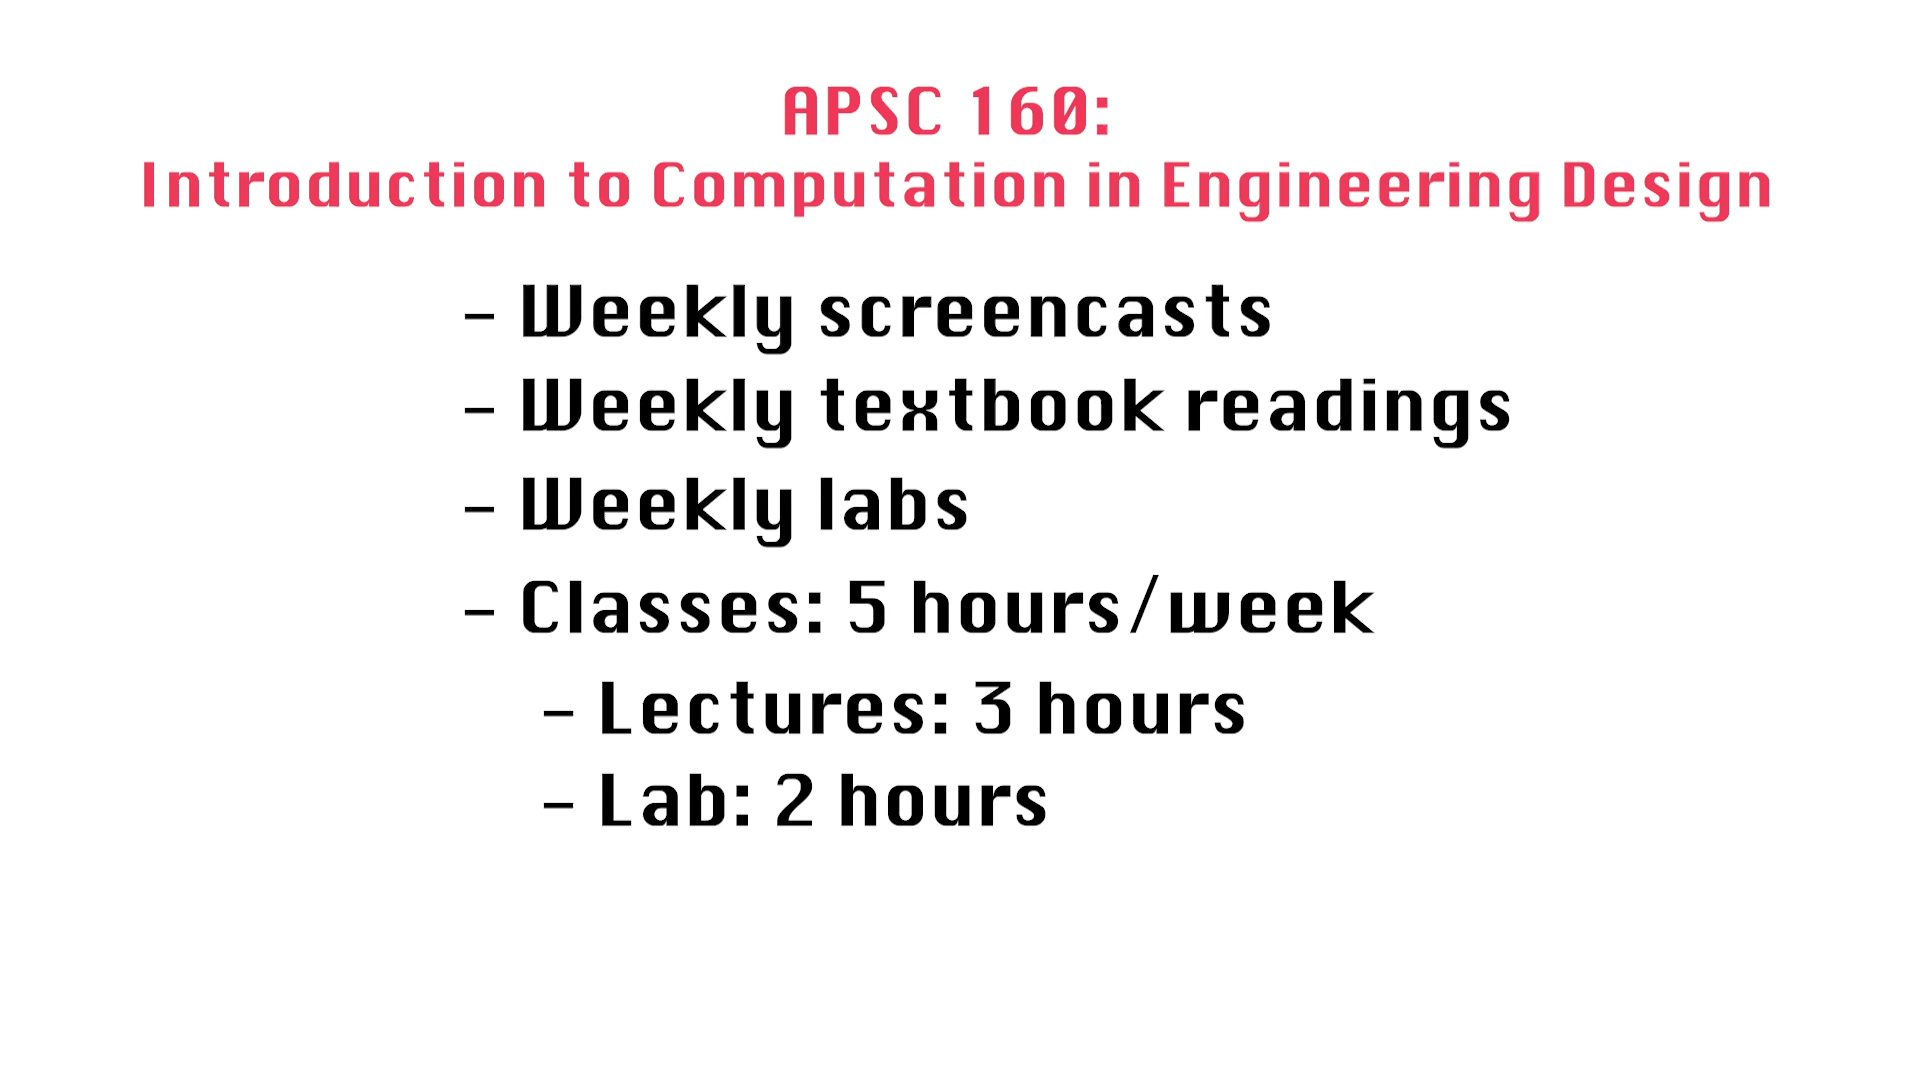 APSC 160:
Introduction to Computation in Engineering Design
- Weekly screencasts
- Weekly textbook readings
- Weekly labs
- Classes: 5 hours/week
- Lectures: 3 hours
- Lab: 2 hours